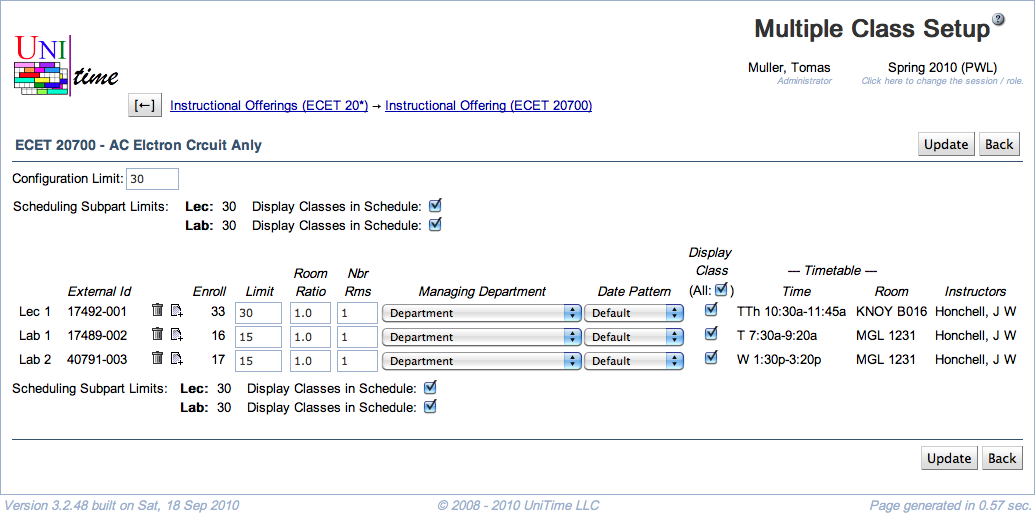 Multiple Class Setup ?
UNI time
Muller, Tomas Spring 2010 (PWL)
Administrator Click here to change the session / role.
[←] Instructional Offerings (ECET 20*) → Instructional Offering (ECET 20700)
ECET 20700 - AC Elctron Crcuit Anly Update Back
Configuration Limit: 30
Scheduling Subpart Limits: Lec: 30 Display Classes in Schedule:
Lab: 30 Display Classes in Schedule:
Display
Room Nbr Class --- Timetable ---
External Id Enroll Limit Ratio Rms Managing Department Date Pattern (All: ) Time Room Instructors
Lec 1 17492-001 33 30 1.0 1 Department Default TTh 10:30a-11:45a KNOY B016 Honchell, J W
Lab 1 17489-002 16 15 1.0 1 Department Default T 7:30a-9:20a MGL 1231 Honchell, J W
Lab 2 40791-003 17 15 1.0 1 Department Default W 1:30p-3:20p MGL 1231 Honchell, J W
Scheduling Subpart Limits: Lec: 30 Display Classes in Schedule:
Lab: 30 Display Classes in Schedule:
Update Back
Version 3.2.48 built on Sat, 18 Sep 2010 © 2008 - 2010 UniTime LLC Page generated in 0.57 sec.